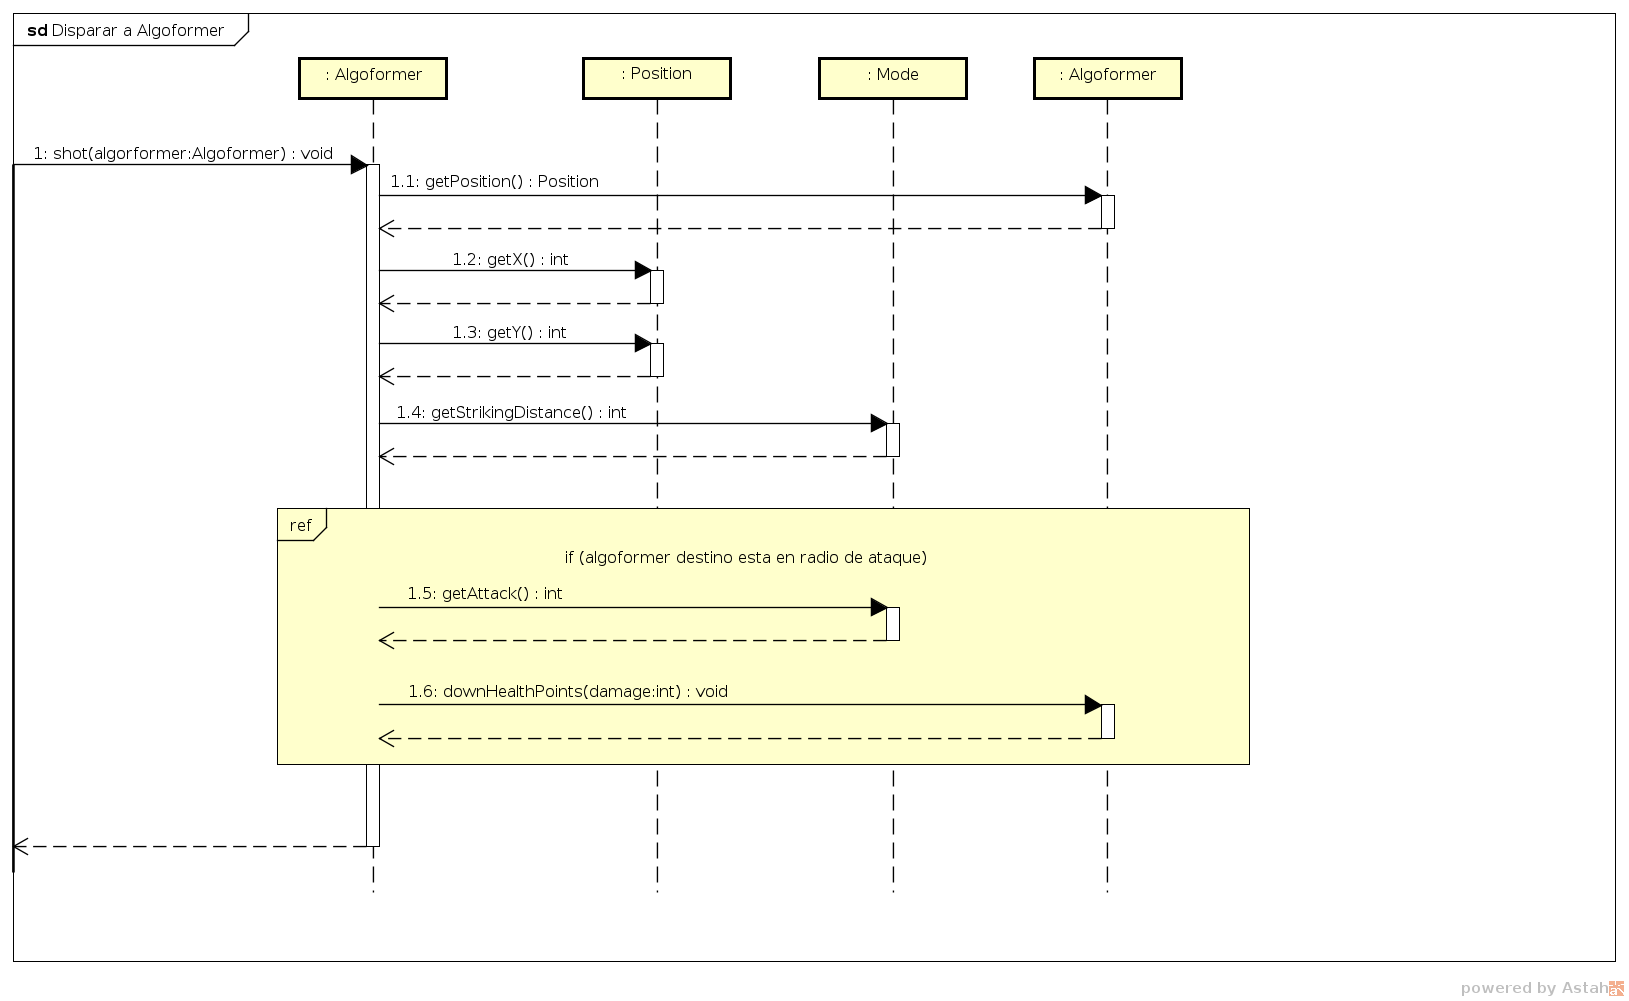 sd Disparar a Algoformer
: Algoformer
: Position
: Mode
: Algoformer
1: shot(algorformer:Algoformer) : void
1.1: getPosition() : Position
1.2: getX() : int
1.3: getY() : int
1.4: getStrikingDistance() : int
ref
if (algoformer destino esta en radio de ataque)
1.5: getAttack() : int
1.6: downHealthPoints(damage:int) : void
powered by Astah